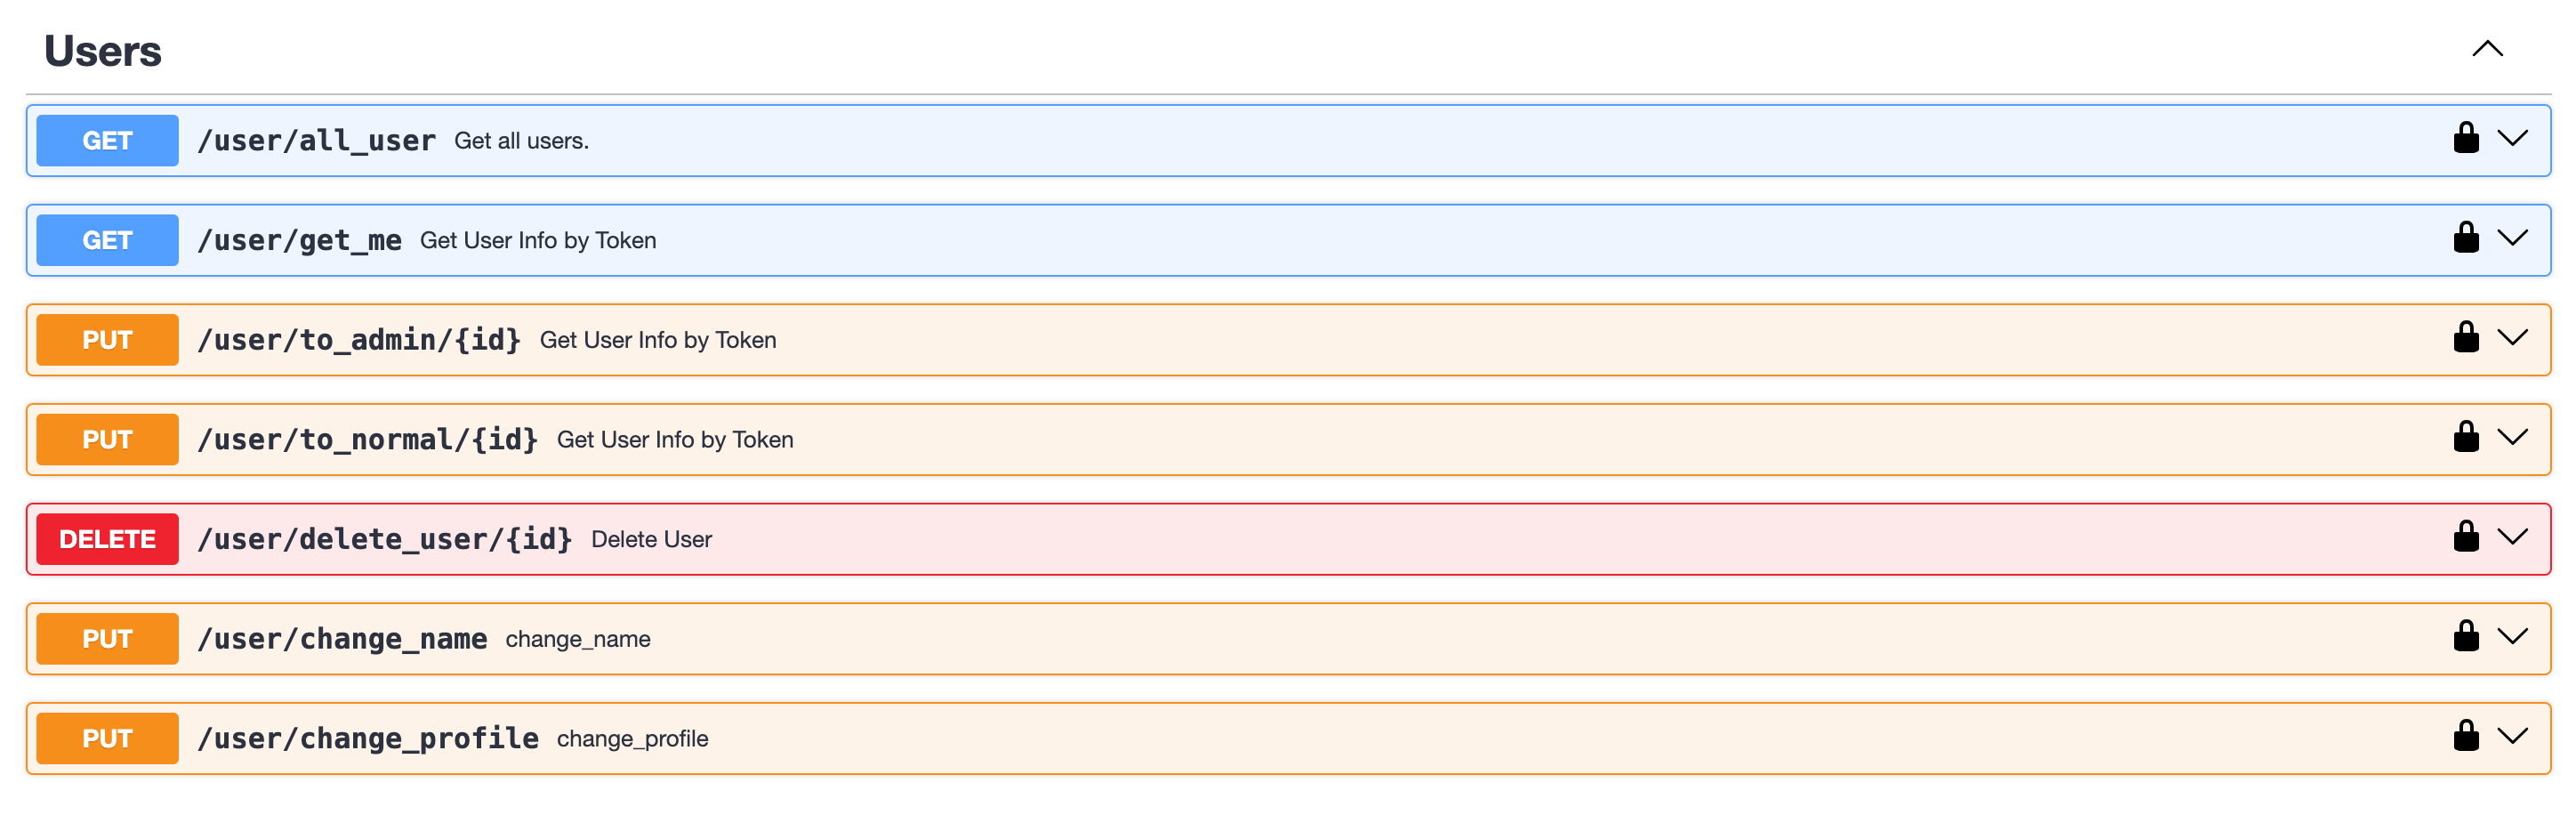 Users
GET /user/all_user Get all users.
GET /user/get_me Get User Info by Token
PUT /user/to_admin/{id} Get User Info by Token
PUT /user/to_normal/{id} Get User Info by Token
DELETE /user/delete_user/{id} Delete User
PUT /user/change_name change_name
PUT /user/change_profile change_profile